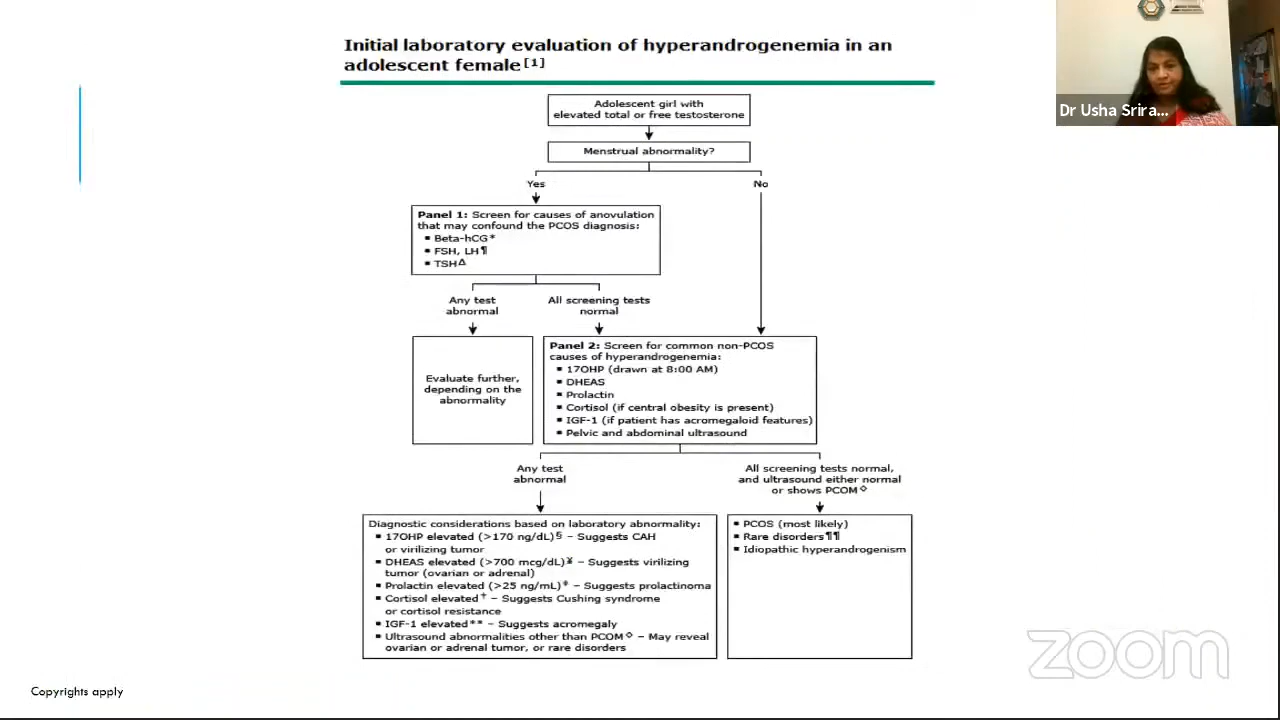 Initial laboratory evaluation of hyperandrogenemia in an
adolescent female[1]
Dr Usha Srira...
Adolescent girl with
elevated total or free testosterone
Menstrual abnormality?
Yes
No
Panel 1: Screen for causes of anovulation
that may confound the PCOS diagnosis:
▪ Beta-hCG*
▪ FSH, LH¶
▪ TSHΔ
Any test
abnormal
All screening tests
normal
Evaluate further,
depending on the
abnormality
Panel 2: Screen for common non-PCOS
causes of hyperandrogenemia:
▪ 17OHP (drawn at 8:00 AM)
▪ DHEAS
▪ Prolactin
▪ Cortisol (if central obesity is present)
▪ IGF-1 (if patient has acromegaloid features)
▪ Pelvic and abdominal ultrasound
Any test
abnormal
All screening tests normal,
and ultrasound either normal
or shows PCOM◇
Diagnostic considerations based on laboratory abnormality:
▪ 17OHP elevated (>170 ng/dL)§ – Suggests CAH
or virilizing tumor
▪ DHEAS elevated (>700 mcg/dL)¥ – Suggests virilizing
tumor (ovarian or adrenal)
▪ Prolactin elevated (>25 ng/mL)‡ – Suggests prolactinoma
▪ Cortisol elevated† – Suggests Cushing syndrome
or cortisol resistance
▪ IGF-1 elevated** – Suggests acromegaly
▪ Ultrasound abnormalities other than PCOM◇ – May reveal
ovarian or adrenal tumor, or rare disorders
▪ PCOS (most likely)
▪ Rare disorders¶¶
▪ Idiopathic hyperandrogenism
zoom
Copyrights apply